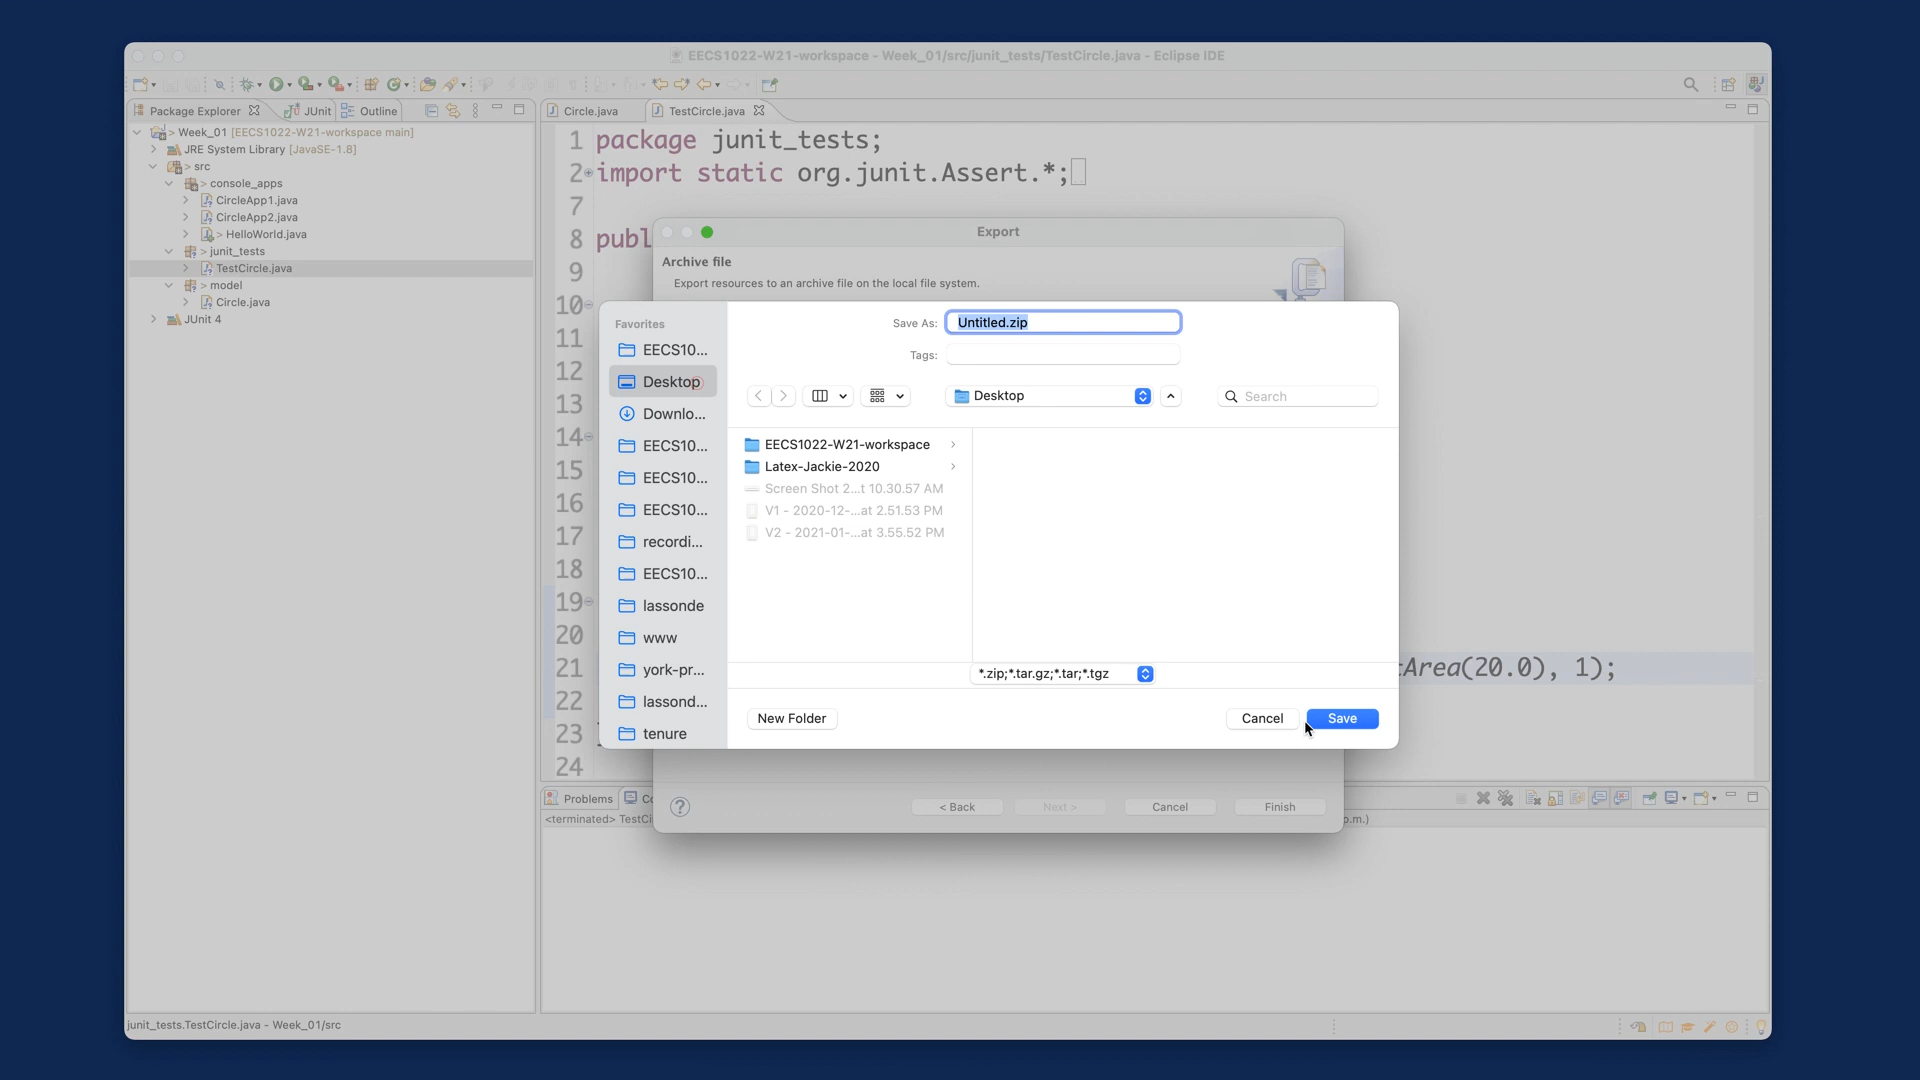 EECS1022-W21-workspace - Week_01/src/junit_tests/TestCircle.java - Eclipse IDE
Package Explorer
JUnit
Outline
Circle.java
TestCircle.java
> Week_01 [EECS1022-W21-workspace main]
JRE System Library [JavaSE-1.8]
> src
> console_apps
CircleApp1.java
CircleApp2.java
> HelloWorld.java
> junit_tests
TestCircle.java
> model
Circle.java
JUnit 4
1 package junit_tests;
2 import static org.junit.Assert.*;
7
8 publ
9
10
11
12
13
14
15
16
17
18
19
20
21 Area(20.0), 1);
22
23
24
Export
Archive file
Export resources to an archive file on the local file system.
Favorites
EECS10...
Desktop
Downlo...
EECS10...
EECS10...
EECS10...
recordi...
EECS10...
lassonde
www
york-pr...
lassond...
tenure
Save As: Untitled.zip
Tags:
Desktop
Search
EECS1022-W21-workspace
Latex-Jackie-2020
Screen Shot 2...t 10.30.57 AM
V1 - 2020-12-...at 2.51.53 PM
V2 - 2021-01-...at 3.55.52 PM
*.zip;*.tar.gz;*.tar;*.tgz
New Folder
Cancel
Save
< Back
Next >
Cancel
Finish
Problems
Co
<terminated> TestCi
p.m.)
junit_tests.TestCircle.java - Week_01/src